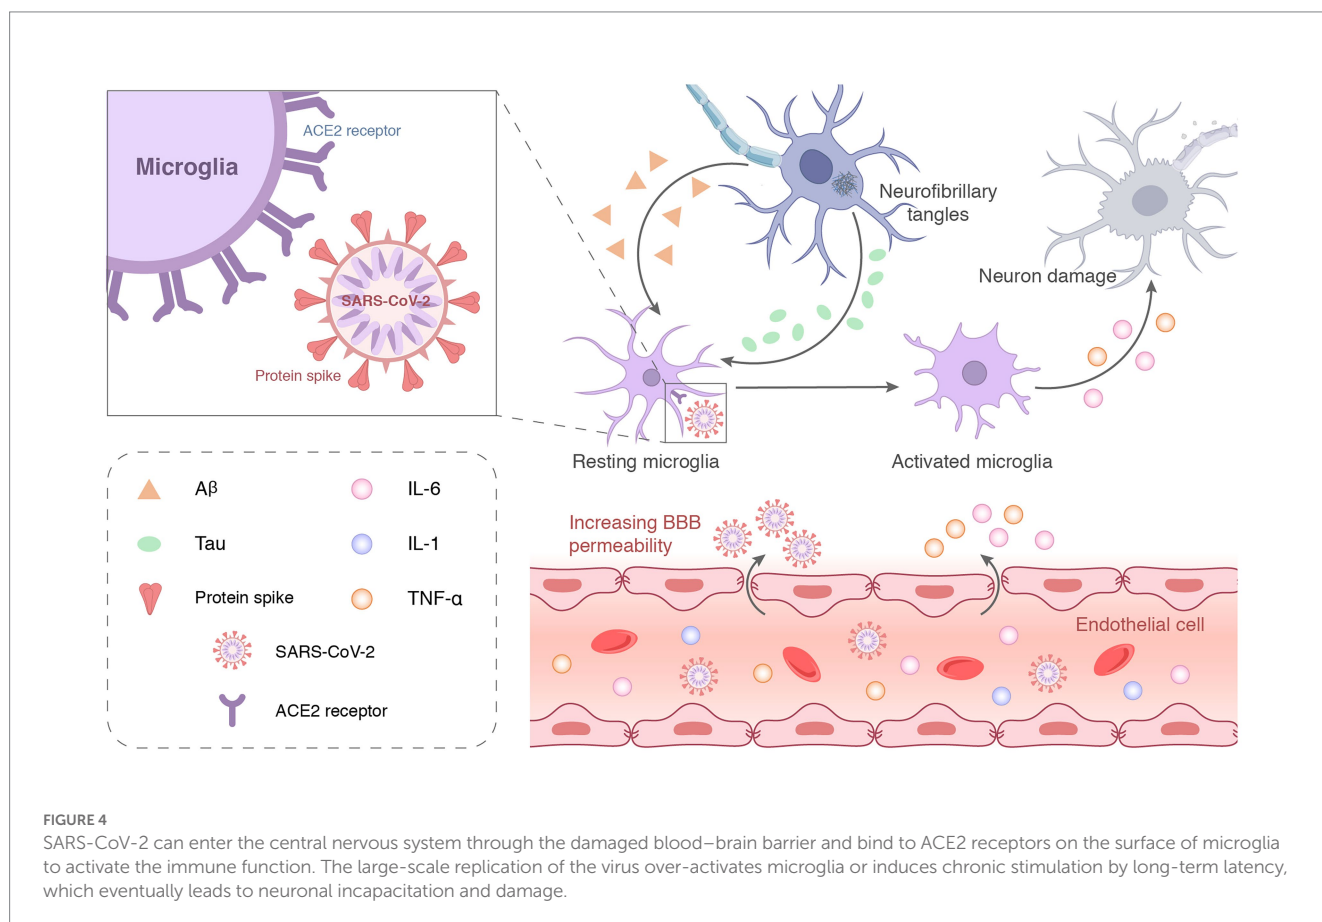 ACE2 receptor
Microglia
SARS-CoV-2
Protein spike
Neurofibrillary
tangles
Neuron damage
Resting microglia
Activated microglia
Aβ
IL-6
Tau
IL-1
Protein spike
TNF-α
SARS-CoV-2
ACE2 receptor
Increasing BBB
permeability
Endothelial cell
FIGURE 4
SARS-CoV-2 can enter the central nervous system through the damaged blood–brain barrier and bind to ACE2 receptors on the surface of microglia
to activate the immune function. The large-scale replication of the virus over-activates microglia or induces chronic stimulation by long-term latency,
which eventually leads to neuronal incapacitation and damage.